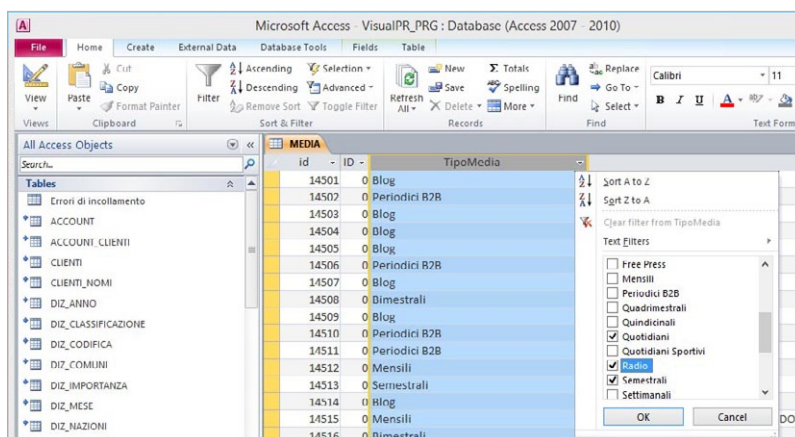 Microsoft Access - VisualPR_PRG : Database (Access 2007 - 2010)
File Home Create External Data Database Tools Fields Table
View
Paste
Cut
Copy
Format Painter
Filter
Ascending
Descending
Remove Sort
Selection
Advanced
Toggle Filter
Refresh All
New
Save
Delete
Totals
Spelling
More
Find
Replace
Go To
Select
Calibri 11
B I U A
Views Clipboard Sort & Filter Records Find Text Form
All Access Objects
Search...
Tables
Errori di incollamento
ACCOUNT
ACCOUNT_CLIENTI
CLIENTI
CLIENTI_NOMI
DIZ_ANNO
DIZ_CLASSIFICAZIONE
DIZ_CODIFICA
DIZ_COMUNI
DIZ_IMPORTANZA
DIZ_MESE
DIZ_NAZIONI
MEDIA
id ID TipoMedia
14501 0 Blog
14502 0 Periodici B2B
14503 0 Blog
14504 0 Blog
14505 0 Blog
14506 0 Periodici B2B
14507 0 Blog
14508 0 Bimestrali
14509 0 Blog
14510 0 Periodici B2B
14511 0 Periodici B2B
14512 0 Mensili
14513 0 Semestrali
14514 0 Blog
14515 0 Mensili
14516 0 Bimestrali
Sort A to Z
Sort Z to A
Clear filter from TipoMedia
Text Filters
Free Press
Mensili
Periodici B2B
Quadrimestrali
Quindicinali
Quotidiani
Quotidiani Sportivi
Radio
Semestrali
Settimanali
OK Cancel
DO